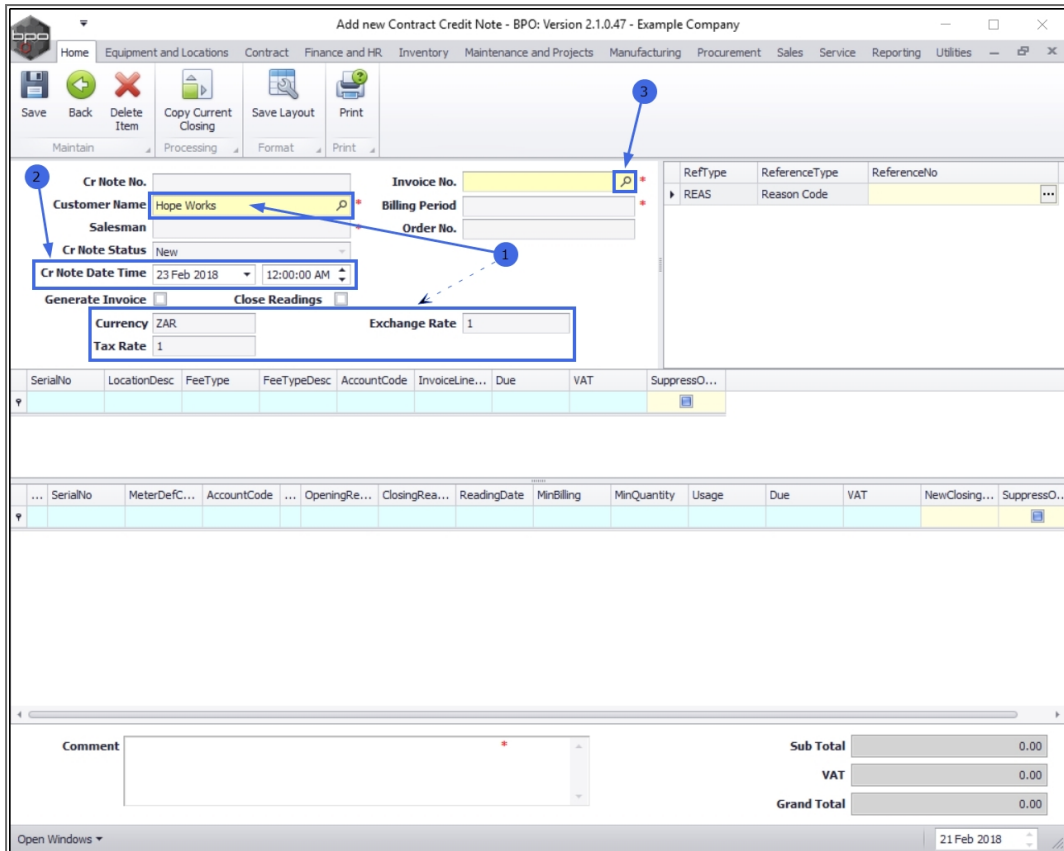 Add new Contract Credit Note - BPO: Version 2.1.0.47 - Example Company
bpo
Home Equipment and Locations Contract Finance and HR Inventory Maintenance and Projects Manufacturing Procurement Sales Service Reporting Utilities
Save Back Delete Item Copy Current Closing Save Layout Print
Maintain Processing Format Print
3
2
Cr Note No. Invoice No. *
Customer Name Hope Works * Billing Period *
Salesman * Order No.
1
Cr Note Status New
Cr Note Date Time 23 Feb 2018 12:00:00 AM
Generate Invoice Close Readings
Currency ZAR Exchange Rate 1
Tax Rate 1
RefType ReferenceType ReferenceNo
REAS Reason Code ...
SerialNo LocationDesc FeeType FeeTypeDesc AccountCode InvoiceLine... Due VAT SuppressO...
... SerialNo MeterDefC... AccountCode ... OpeningRe... ClosingRea... ReadingDate MinBilling MinQuantity Usage Due VAT NewClosing... SuppressO...
Comment *
Sub Total 0.00
VAT 0.00
Grand Total 0.00
Open Windows 21 Feb 2018